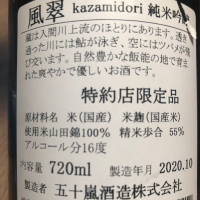 風翠 kazamidori 純米吟
蔵は入間川上流のほとりにあります。透き
通った川には鮎が泳ぎ、空にはツバメが飛
び交います。自然豊かな飯能の地で育ま
れた爽やかで優しいお酒です。
特約店限定品
原材料名 米(国産) 米麹(国産米)
使用米山田錦100% 精米歩合 55%
アルコール分16度
内容量 720ml 製造年月 2020.10
製造者 五十嵐酒造株式会社